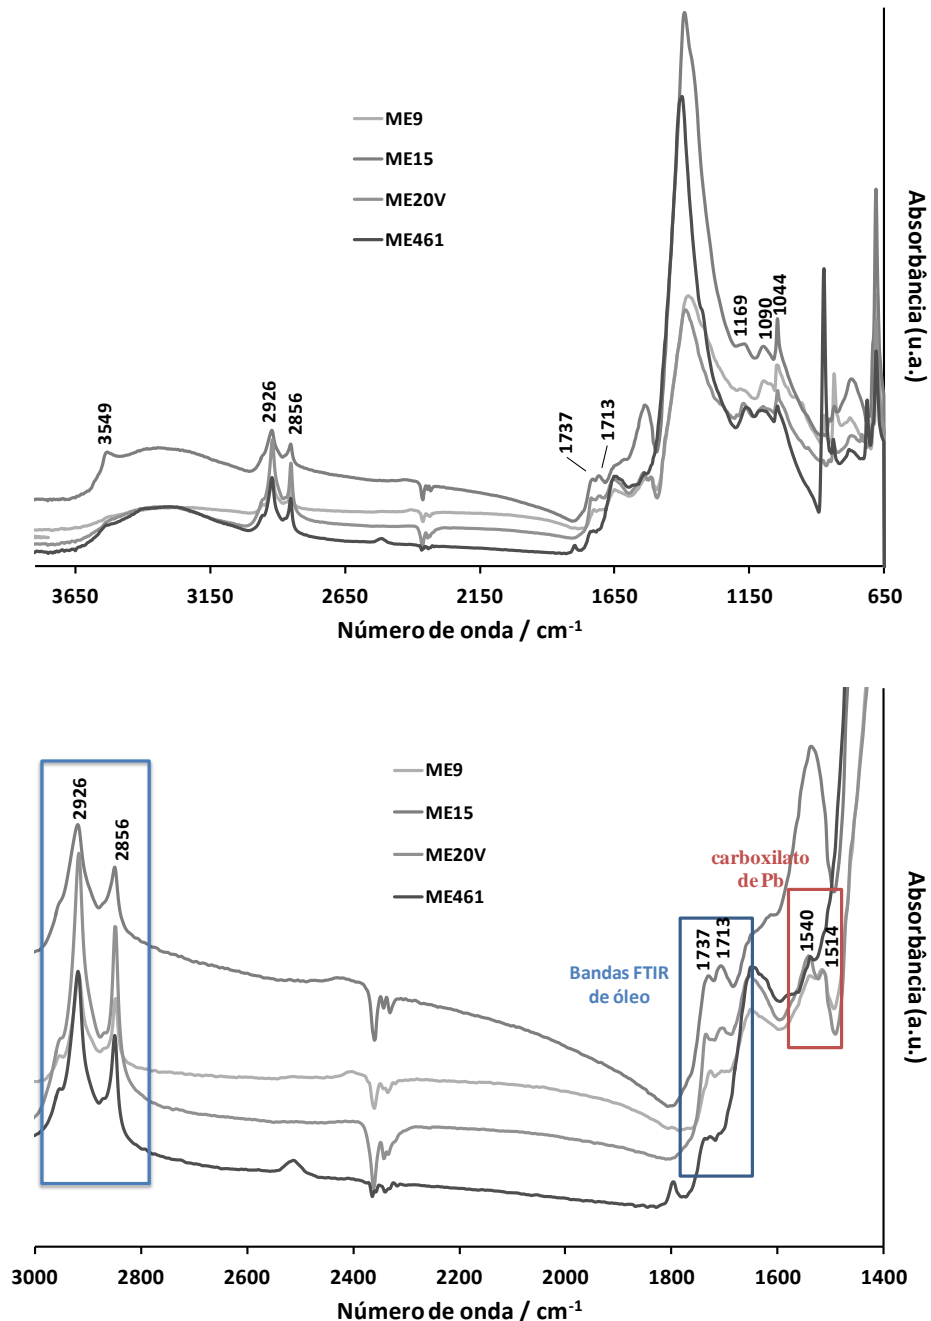 ME9
ME15
ME20V
ME461
3549
2926
2856
1737
1713
1169
1090
1044
Absorbância (u.a.)
3650 3150 2650 2150 1650 1150 650
Número de onda / cm-1
ME9
ME15
ME20V
ME461
2926
2856
Bandas FTIR
de óleo
1737
1713
carboxilato
de Pb
1540
1514
Absorbância (a.u.)
3000 2800 2600 2400 2200 2000 1800 1600 1400
Número de onda / cm-1